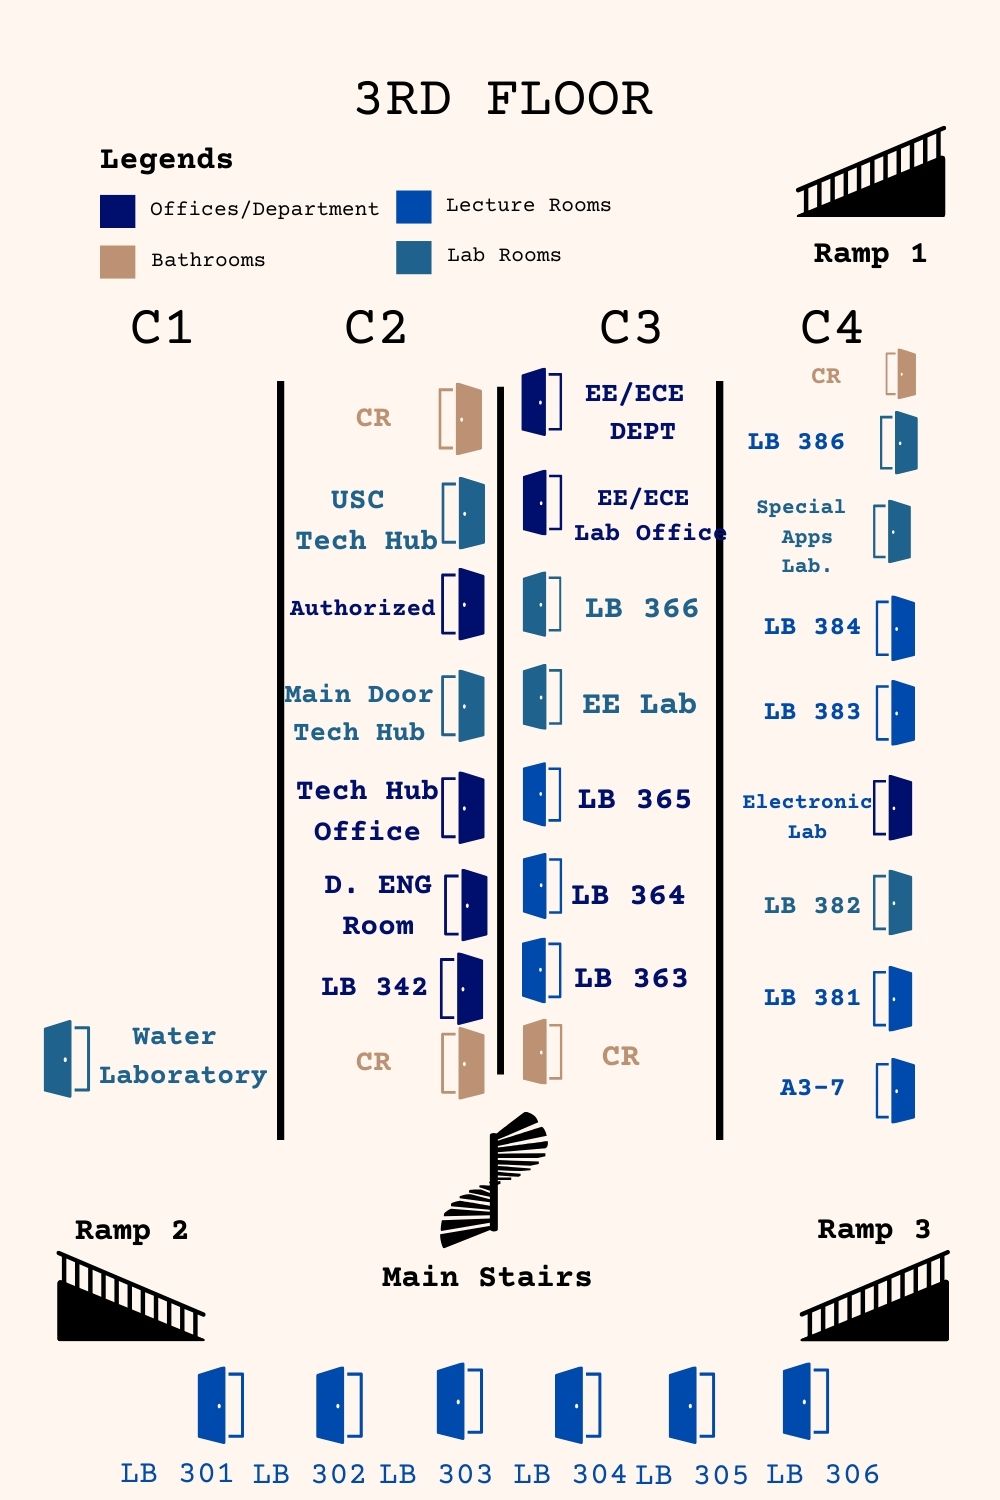 3RD FLOOR
Legends
Offices/Department
Lecture Rooms
Bathrooms
Lab Rooms
Ramp 1
C1
C2
C3
C4
Water
Laboratory
CR
USC
Tech Hub
Authorized
Main Door
Tech Hub
Tech Hub
Office
D. ENG
Room
LB 342
CR
EE/ECE
DEPT
EE/ECE
Lab Office
LB 366
EE Lab
LB 365
LB 364
LB 363
CR
CR
LB 386
Special
Apps
Lab.
LB 384
LB 383
Electronic
Lab
LB 382
LB 381
A3-7
Ramp 2
Main Stairs
Ramp 3
LB 301
LB 302
LB 303
LB 304
LB 305
LB 306